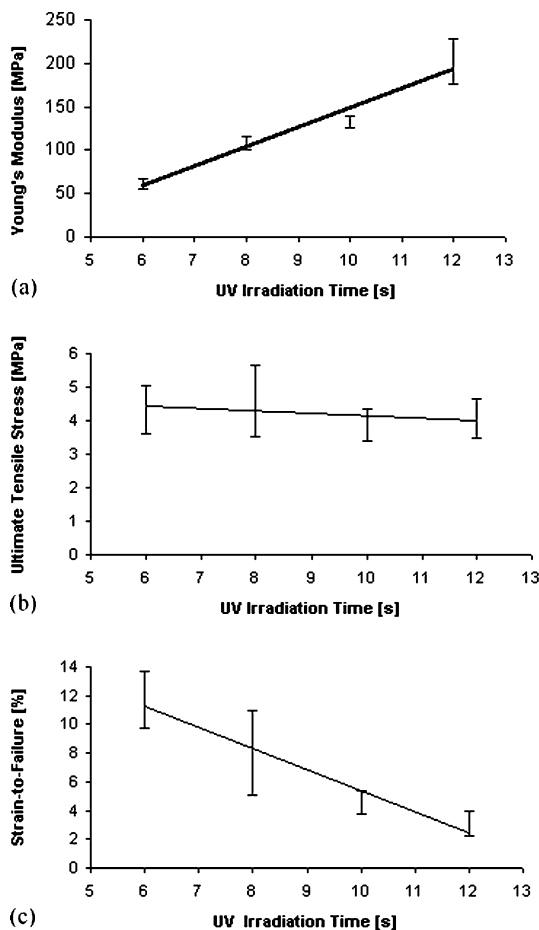 Young's Modulus [MPa]
250
200
150
100
50
0
5 6 7 8 9 10 11 12 13
UV Irradiation Time [s]
(a)
Ultimate Tensile Stress [MPa]
6
5
4
3
2
1
0
5 6 7 8 9 10 11 12 13
UV Irradiation Time [s]
(b)
Strain-to-Failure [%]
14
12
10
8
6
4
2
0
5 6 7 8 9 10 11 12 13
UV Irradiation Time [s]
(c)